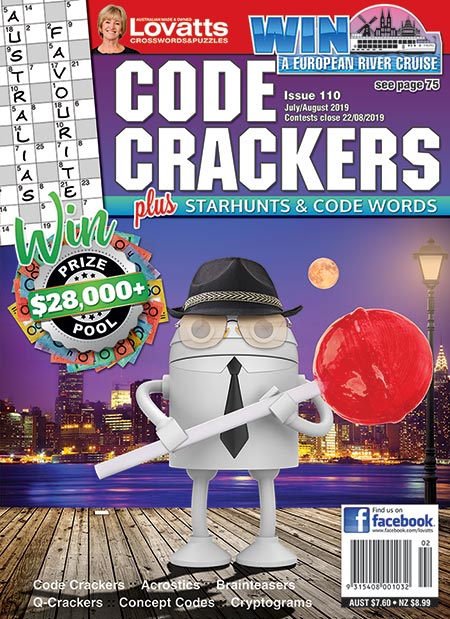 AUSTRALIAN MADE & OWNED
Lovatts
CROSSWORDS&PUZZLES
WIN
A EUROPEAN RIVER CRUISE
see page 75
AUSTRALIAS
FAVOURITE
CODE
CRACKERS
Issue 110
July/August 2019
Contests close 22/08/2019
plus STARHUNTS & CODE WORDS
Win
PRIZE
$28,000+
POOL
Find us on
facebook
www.facebook.com/lovatts
Code Crackers :: Acrostics :: Brainteasers
Q-Crackers :: Concept Codes :: Cryptograms
02
9 315408 001032
AUST $7.60 • NZ $8.99